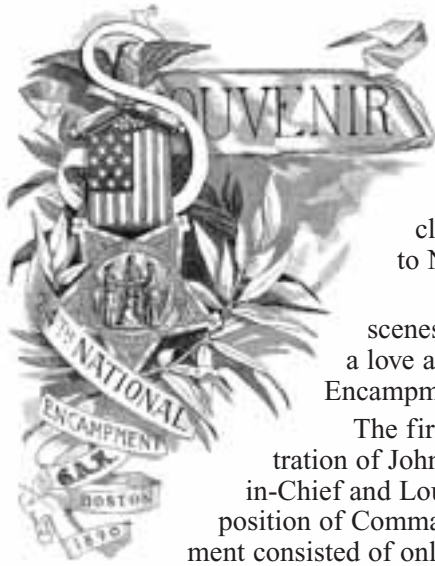 SOUVENIR
24TH NATIONAL
ENCAMPMENT
G.A.R.
BOSTON
1890
cl
to N
scenes
a love a
Encampm
The fir
tration of John
in-Chief and Lou
position of Comma
ment consisted of onl